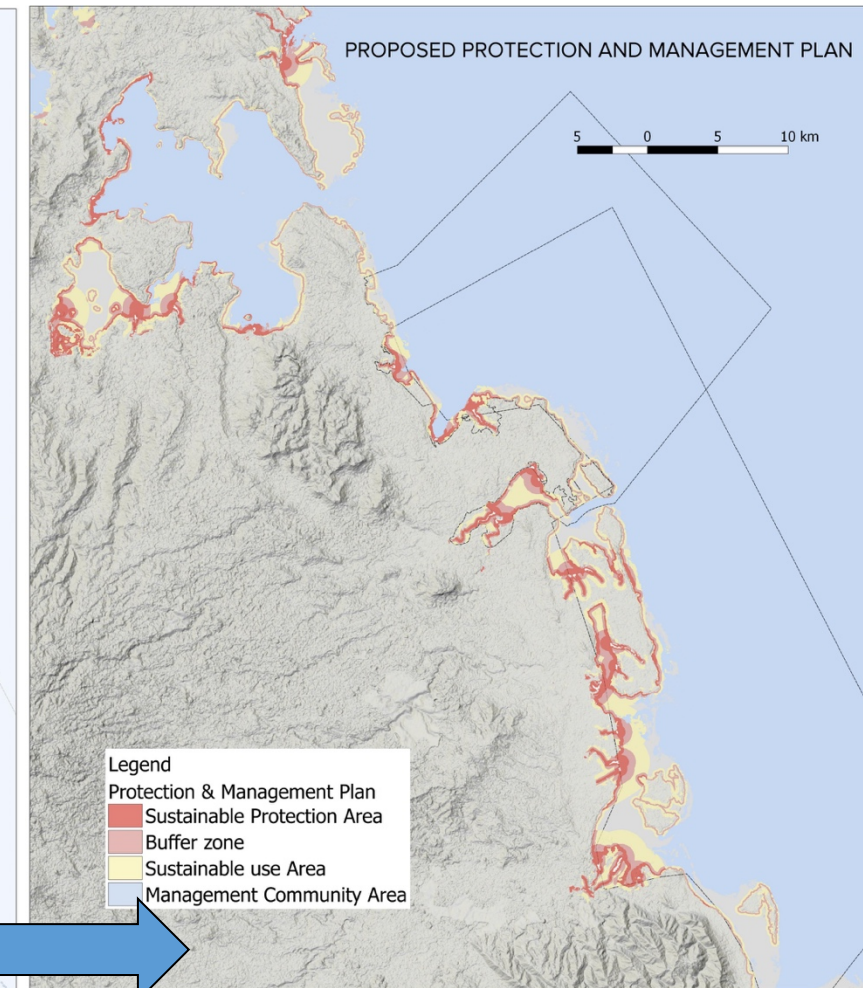 PROPOSED PROTECTION AND MANAGEMENT PLAN
5 0 5 10 km
Legend
Protection & Management Plan
Sustainable Protection Area
Buffer zone
Sustainable use Area
Management Community Area